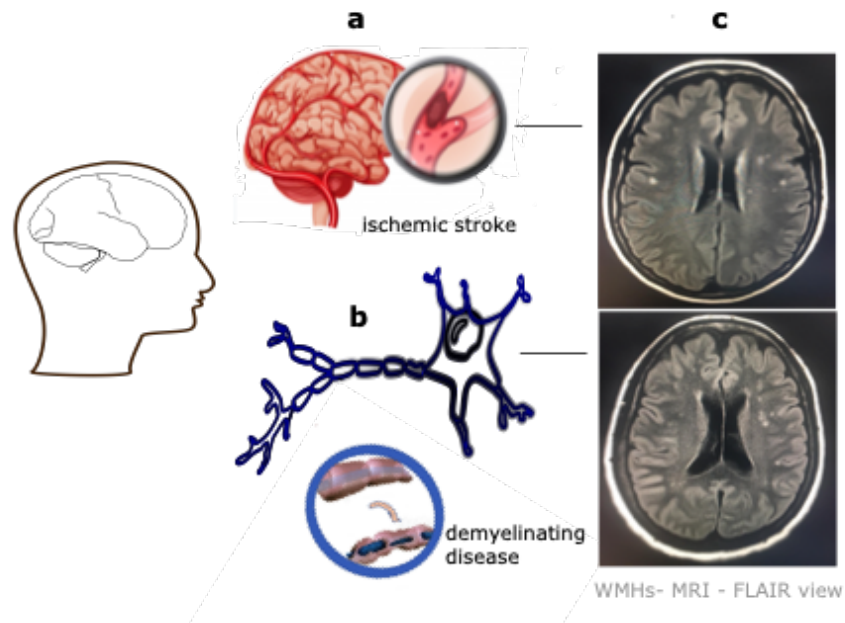 a
c
ischemic stroke
b
demyelinating
disease
WMHs- MRI - FLAIR view